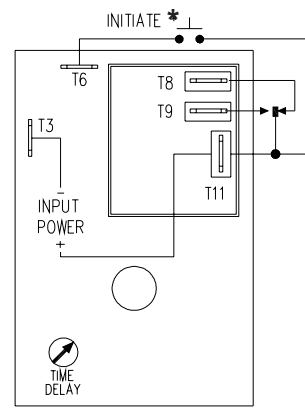 INITIATE *
T6
T8
T9
T3
T11
−
INPUT
POWER
+
TIME
DELAY